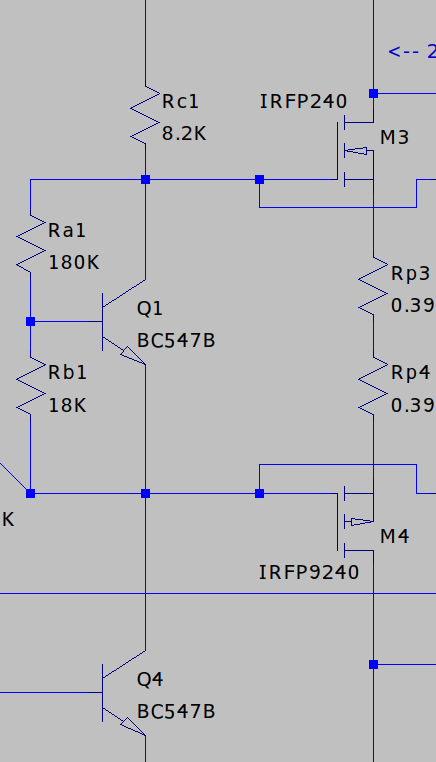 <-- 2
Rc1
8.2K
IRFP240
M3
Ra1
180K
Q1
BC547B
Rp3
0.39
Rb1
18K
Rp4
0.39
K
M4
IRFP9240
Q4
BC547B